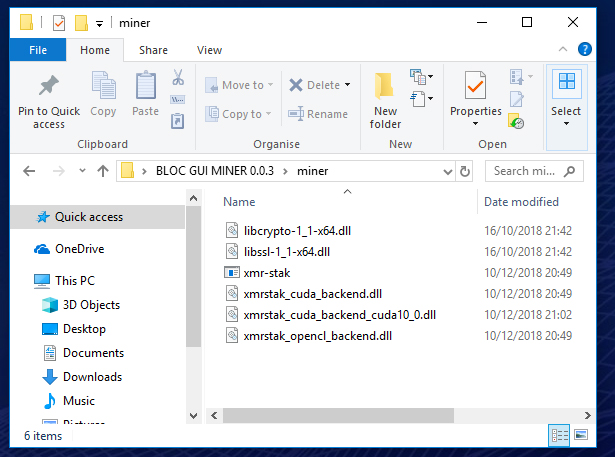 miner
File Home Share View
Pin to Quick access
Copy
Paste
Move to
Copy to
Delete
Rename
New folder
Properties
Select
Clipboard Organise New Open
BLOC GUI MINER 0.0.3 miner
Search mi...
Name Date modified
Quick access
OneDrive
This PC
3D Objects
Desktop
Documents
Downloads
Music
Pictures
libcrypto-1_1-x64.dll 16/10/2018 21:42
libssl-1_1-x64.dll 16/10/2018 21:42
xmr-stak 10/12/2018 20:49
xmrstak_cuda_backend.dll 10/12/2018 20:49
xmrstak_cuda_backend_cuda10_0.dll 10/12/2018 21:02
xmrstak_opencl_backend.dll 10/12/2018 20:49
6 items